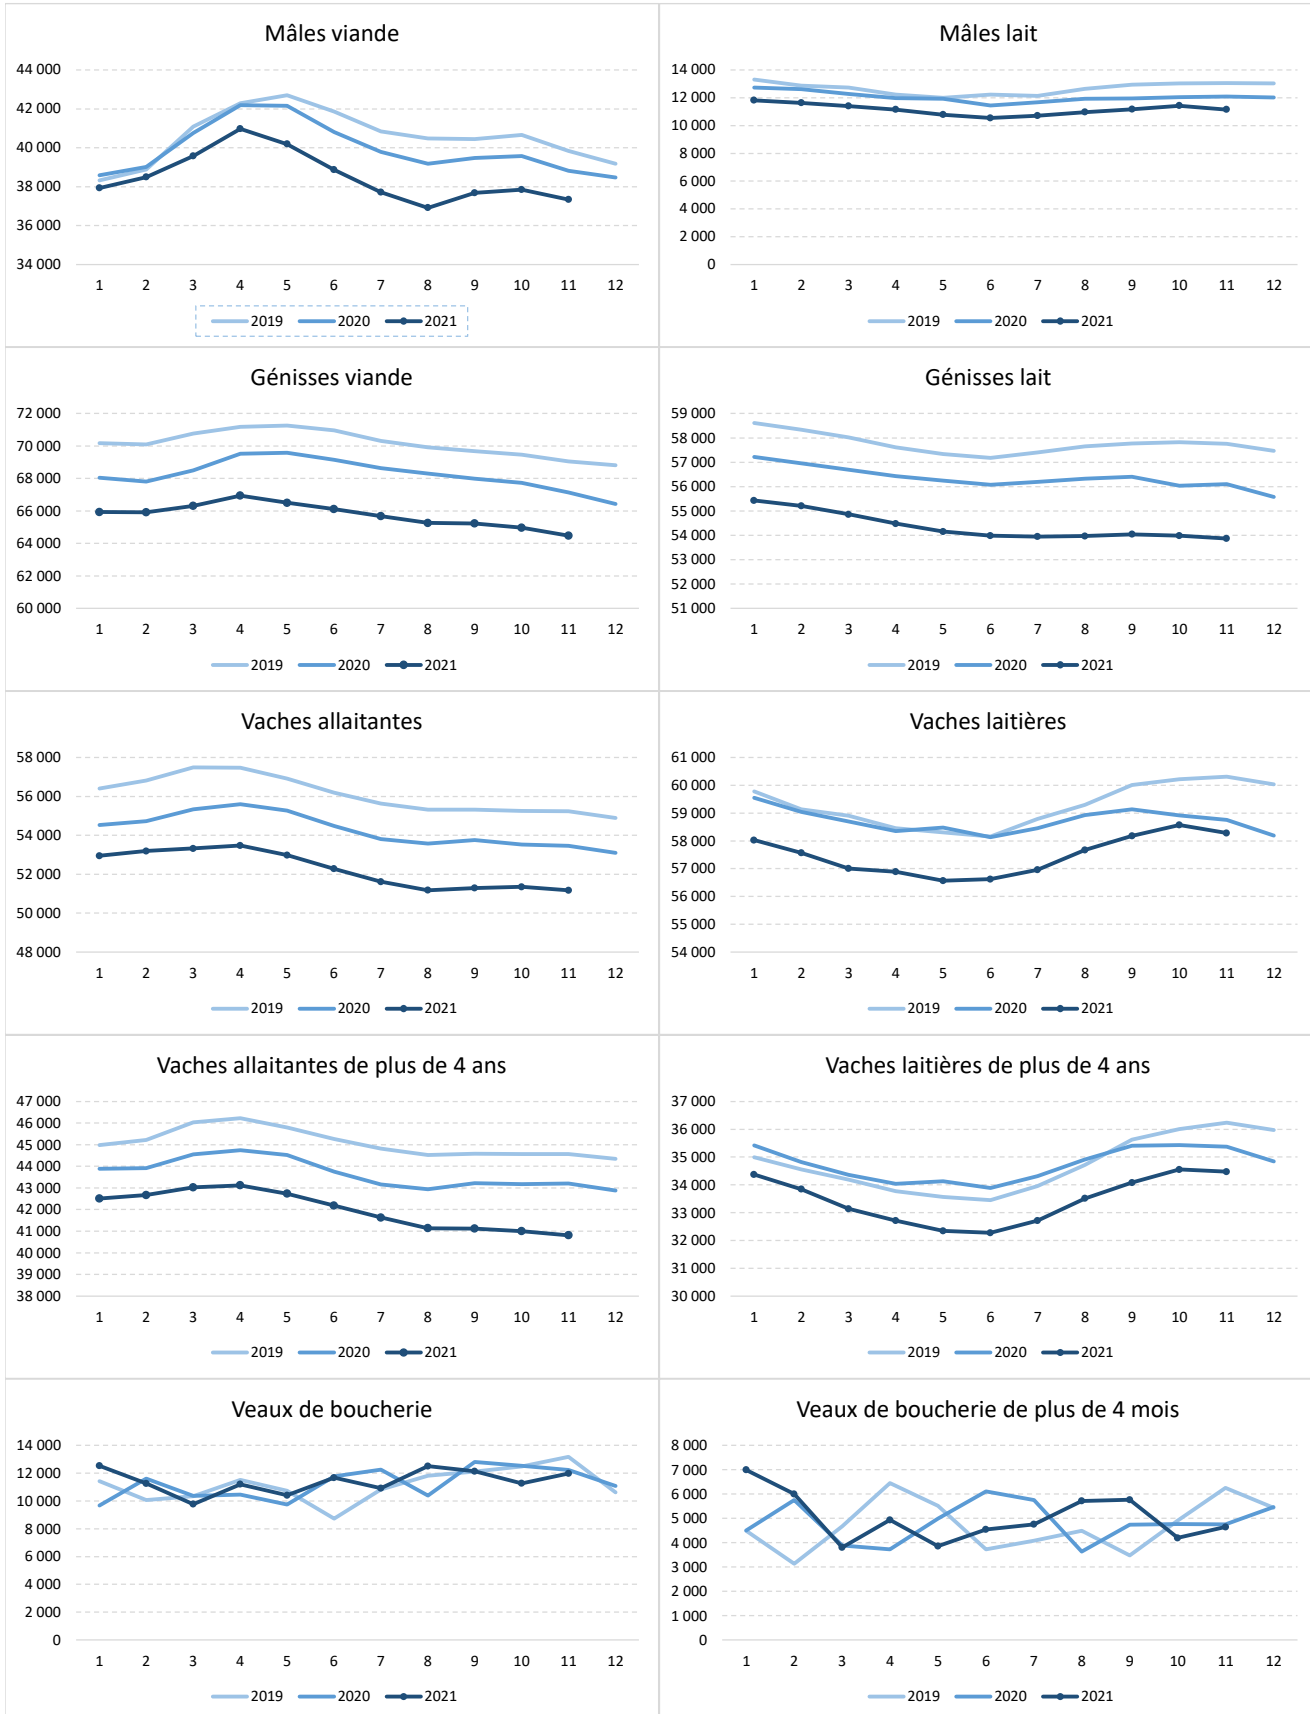 Mâles viande
44 000
42 000
40 000
38 000
36 000
34 000
1 2 3 4 5 6 7 8 9 10 11 12
2019 2020 2021
Mâles lait
14 000
12 000
10 000
8 000
6 000
4 000
2 000
0
1 2 3 4 5 6 7 8 9 10 11 12
2019 2020 2021
Génisses viande
72 000
70 000
68 000
66 000
64 000
62 000
60 000
1 2 3 4 5 6 7 8 9 10 11 12
2019 2020 2021
Génisses lait
59 000
58 000
57 000
56 000
55 000
54 000
53 000
52 000
51 000
1 2 3 4 5 6 7 8 9 10 11 12
2019 2020 2021
Vaches allaitantes
58 000
56 000
54 000
52 000
50 000
48 000
1 2 3 4 5 6 7 8 9 10 11 12
2019 2020 2021
Vaches laitières
61 000
60 000
59 000
58 000
57 000
56 000
55 000
54 000
1 2 3 4 5 6 7 8 9 10 11 12
2019 2020 2021
Vaches allaitantes de plus de 4 ans
47 000
46 000
45 000
44 000
43 000
42 000
41 000
40 000
39 000
38 000
1 2 3 4 5 6 7 8 9 10 11 12
2019 2020 2021
Vaches laitières de plus de 4 ans
37 000
36 000
35 000
34 000
33 000
32 000
31 000
30 000
1 2 3 4 5 6 7 8 9 10 11 12
2019 2020 2021
Veaux de boucherie
14 000
12 000
10 000
8 000
6 000
4 000
2 000
0
1 2 3 4 5 6 7 8 9 10 11 12
2019 2020 2021
Veaux de boucherie de plus de 4 mois
8 000
7 000
6 000
5 000
4 000
3 000
2 000
1 000
0
1 2 3 4 5 6 7 8 9 10 11 12
2019 2020 2021